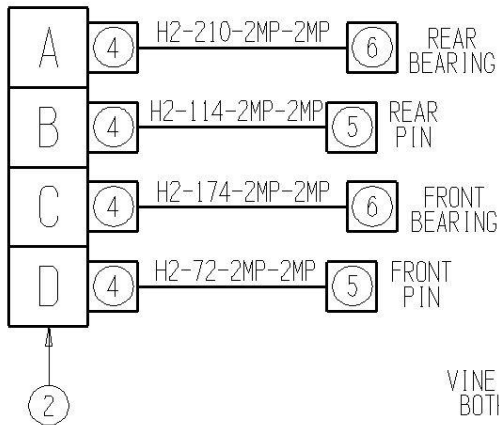 A 4 H2-210-2MP-2MP 6 REAR
BEARING
B 4 H2-114-2MP-2MP 5 REAR
PIN
C 4 H2-174-2MP-2MP 6 FRONT
BEARING
D 4 H2-72-2MP-2MP 5 FRONT
PIN
2
VINE